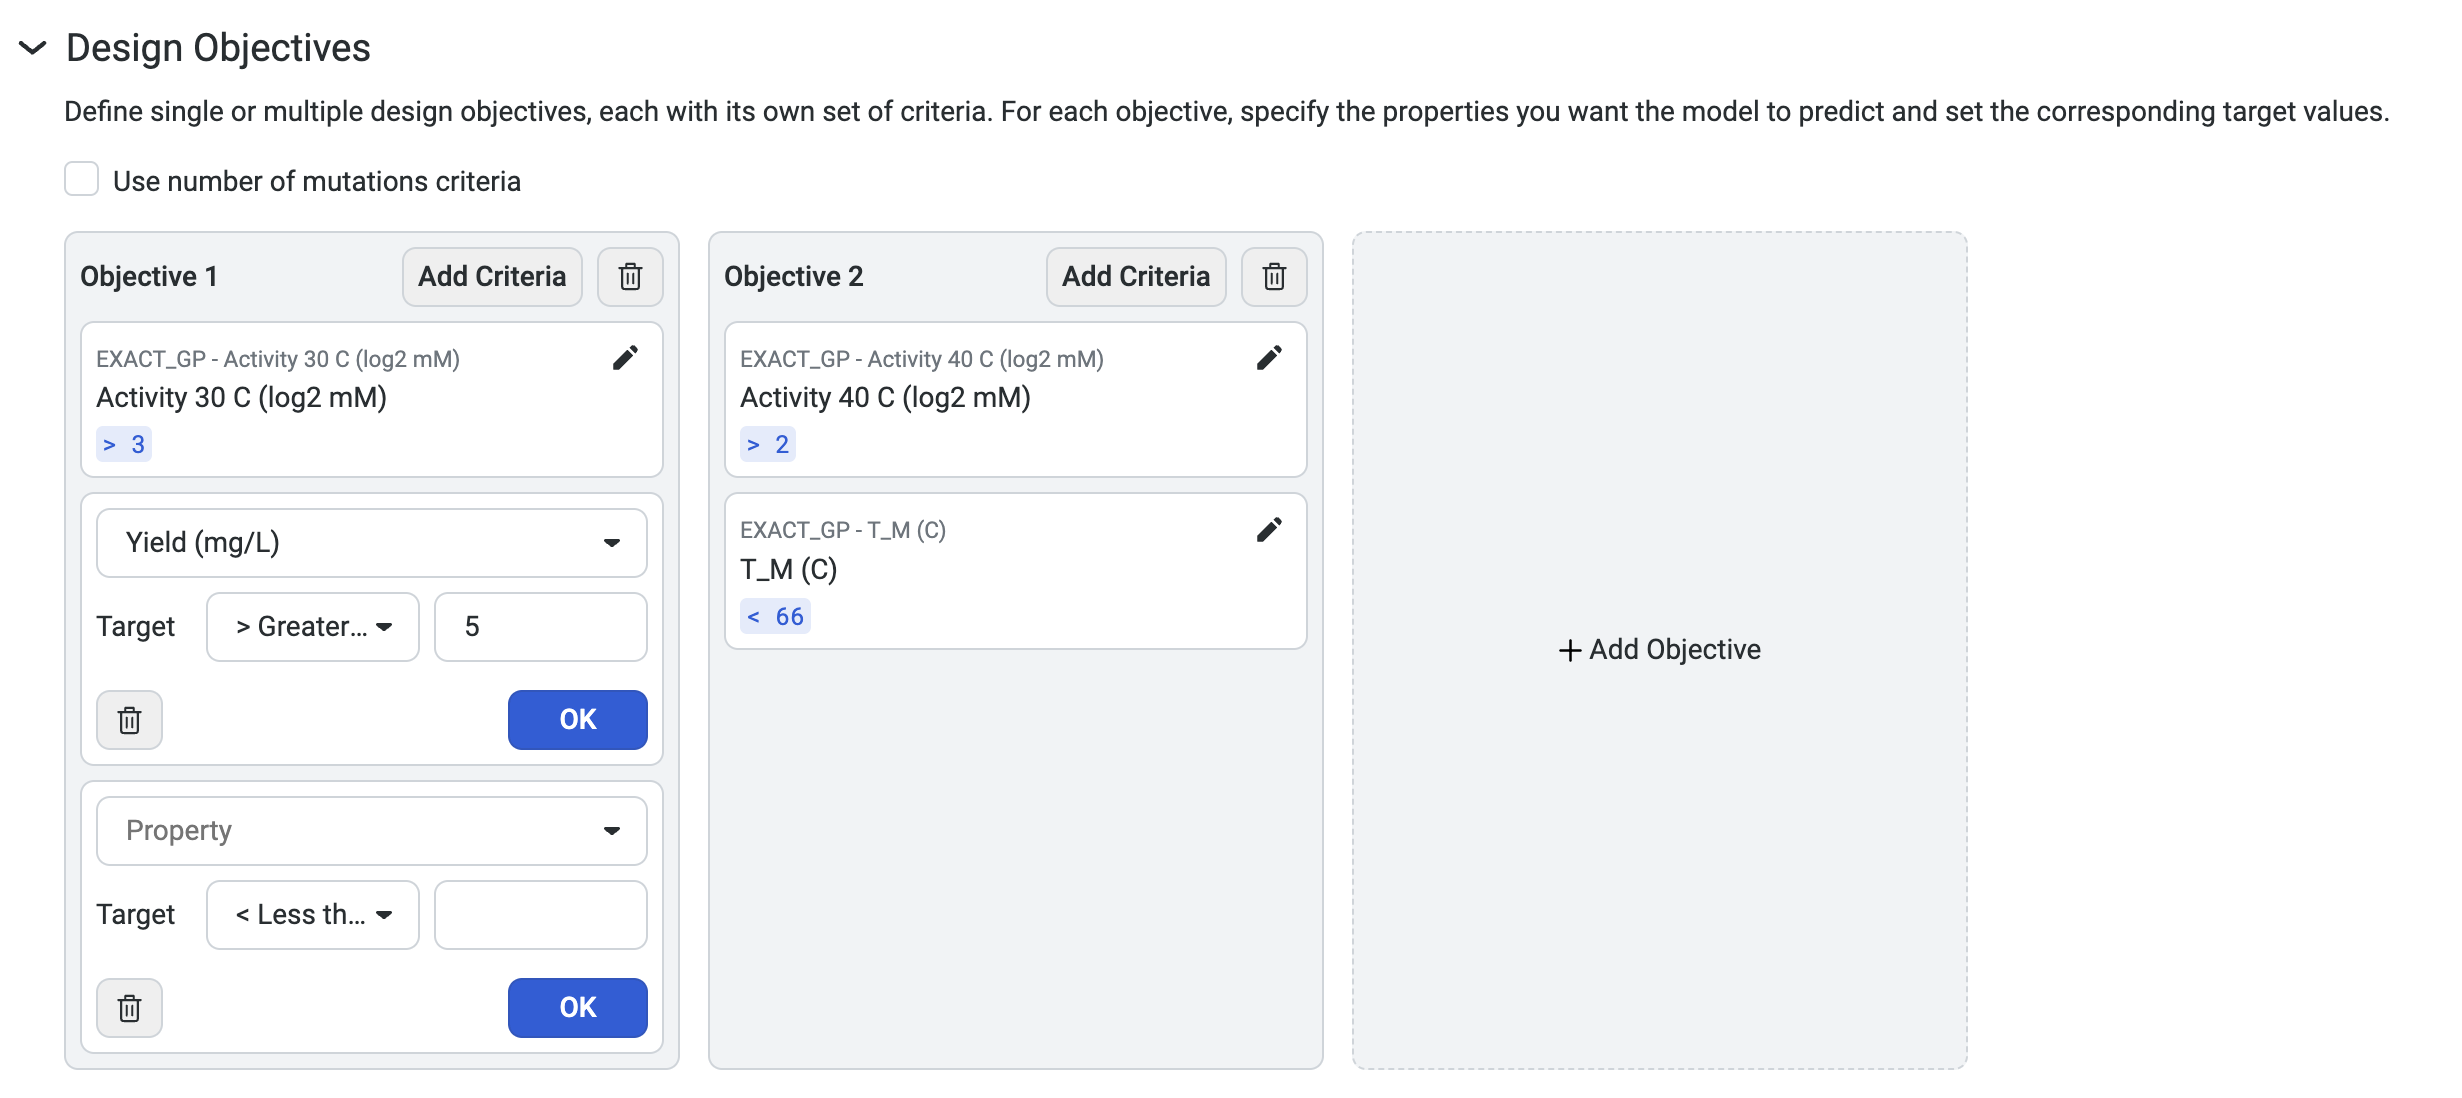 Design Objectives
Define single or multiple design objectives, each with its own set of criteria. For each objective, specify the properties you want the model to predict and set the corresponding target values.
Use number of mutations criteria
Objective 1
Add Criteria
EXACT_GP - Activity 30 C (log2 mM)
Activity 30 C (log2 mM)
> 3
Yield (mg/L)
Target
> Greater...
5
OK
Property
Target
< Less th...
OK
Objective 2
Add Criteria
EXACT_GP - Activity 40 C (log2 mM)
Activity 40 C (log2 mM)
> 2
EXACT_GP - T_M (C)
T_M (C)
< 66
+ Add Objective